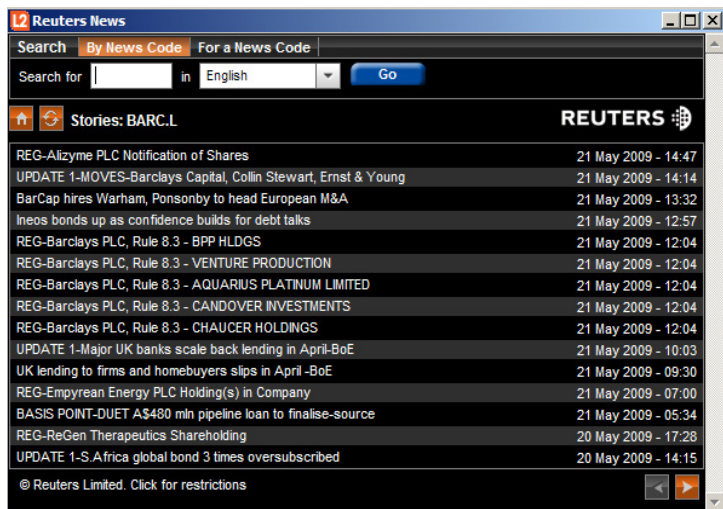 L2 Reuters News
Search By News Code For a News Code
Search for in English Go
Stories: BARC.L REUTERS
REG-Alizyme PLC Notification of Shares 21 May 2009 - 14:47
UPDATE 1-MOVES-Barclays Capital, Collin Stewart, Ernst & Young 21 May 2009 - 14:14
BarCap hires Warham, Ponsonby to head European M&A 21 May 2009 - 13:32
Ineos bonds up as confidence builds for debt talks 21 May 2009 - 12:57
REG-Barclays PLC, Rule 8.3 - BPP HLDGS 21 May 2009 - 12:04
REG-Barclays PLC, Rule 8.3 - VENTURE PRODUCTION 21 May 2009 - 12:04
REG-Barclays PLC, Rule 8.3 - AQUARIUS PLATINUM LIMITED 21 May 2009 - 12:04
REG-Barclays PLC, Rule 8.3 - CANDOVER INVESTMENTS 21 May 2009 - 12:04
REG-Barclays PLC, Rule 8.3 - CHAUCER HOLDINGS 21 May 2009 - 12:04
UPDATE 1-Major UK banks scale back lending in April-BoE 21 May 2009 - 10:03
UK lending to firms and homebuyers slips in April -BoE 21 May 2009 - 09:30
REG-Empyrean Energy PLC Holding(s) in Company 21 May 2009 - 07:00
BASIS POINT-DUET A$480 mln pipeline loan to finalise-source 21 May 2009 - 05:34
REG-ReGen Therapeutics Shareholding 20 May 2009 - 17:28
UPDATE 1-S.Africa global bond 3 times oversubscribed 20 May 2009 - 14:15
© Reuters Limited. Click for restrictions